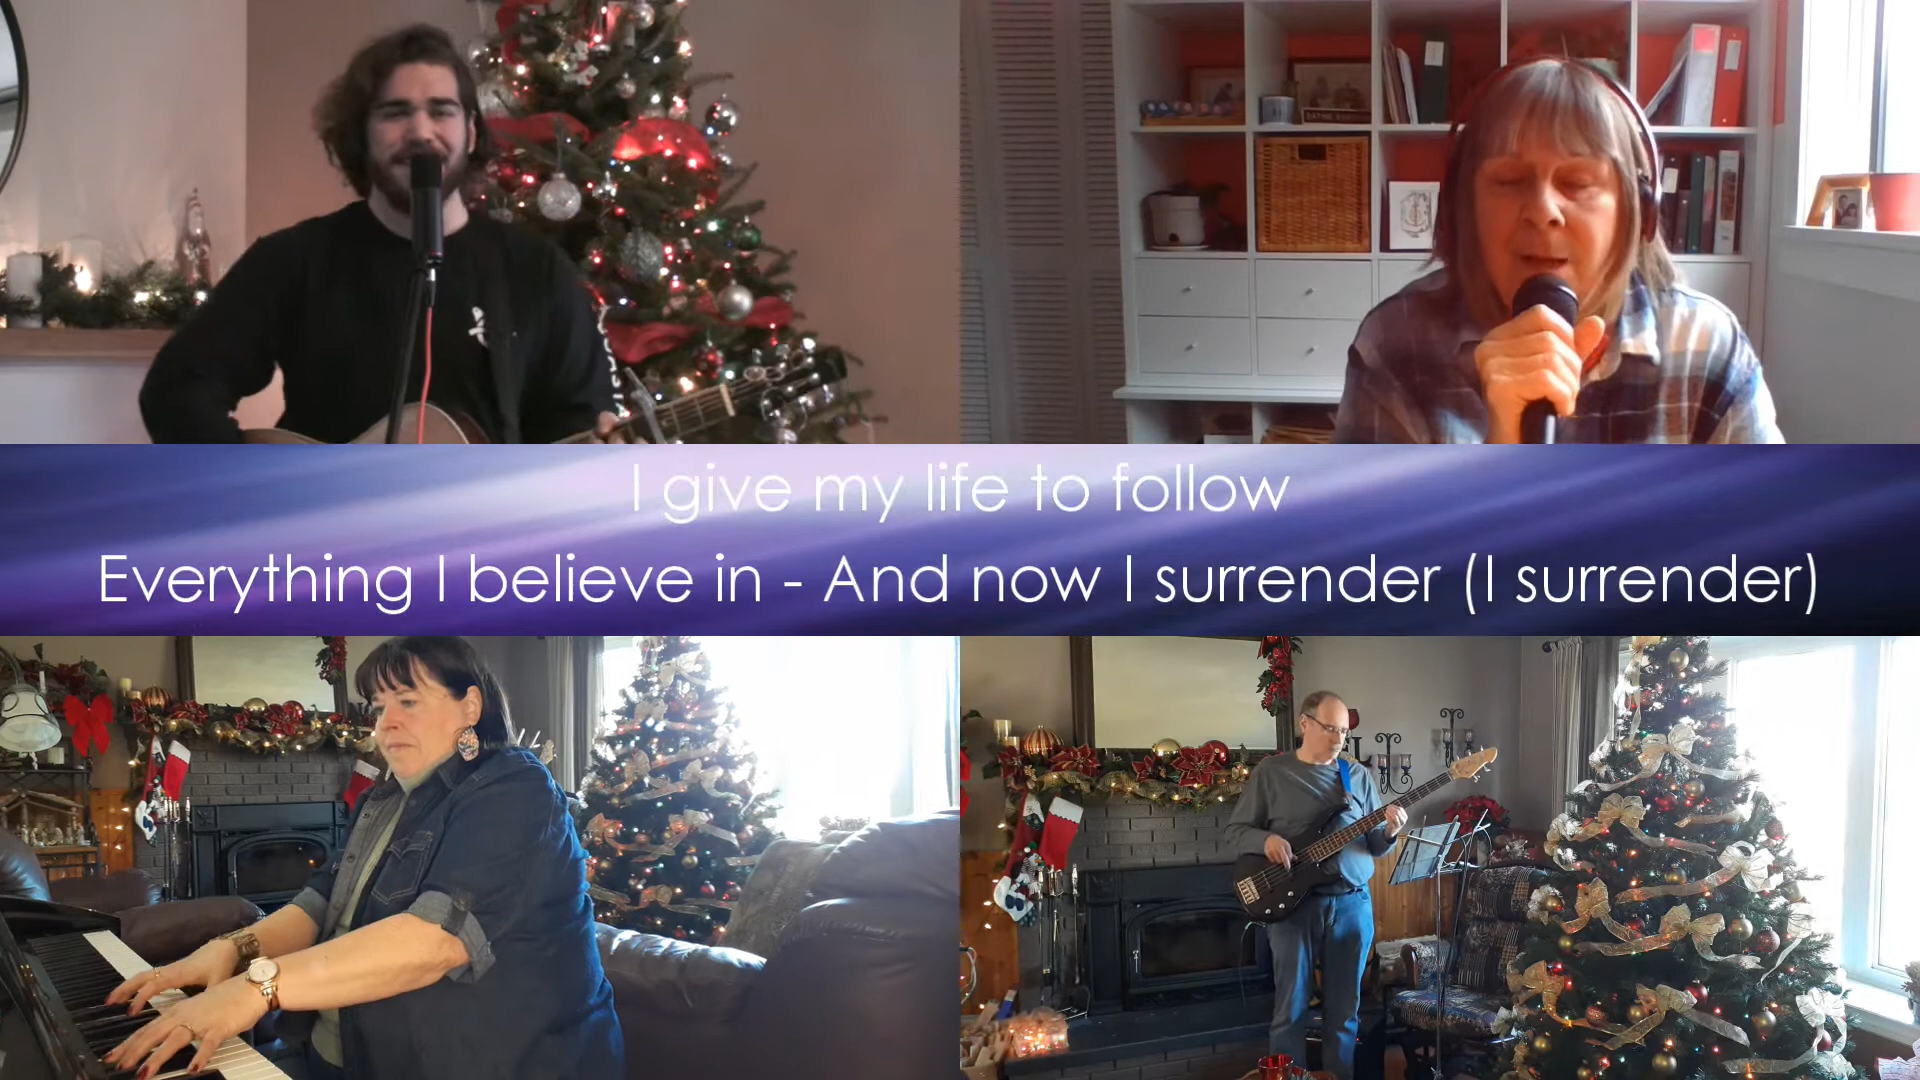 I give my life to follow
Everything I believe in - And now I surrender (I surrender)